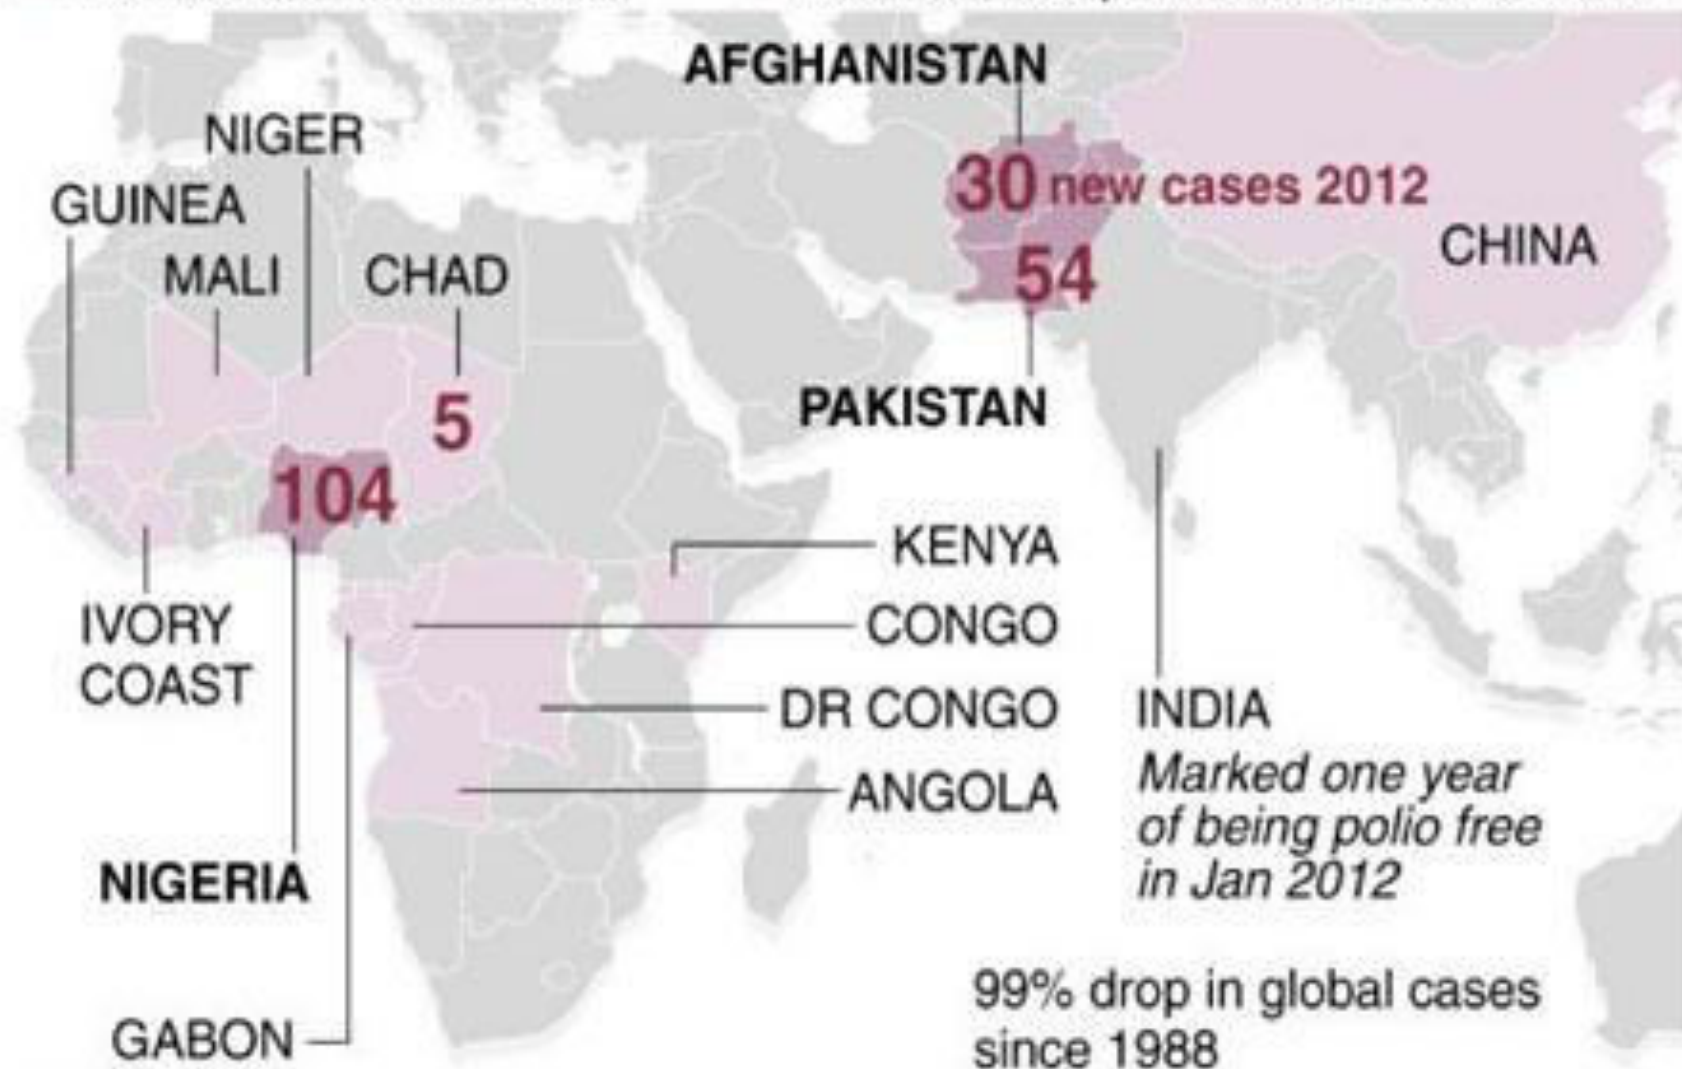 AFGHANISTAN
NIGER
30 new cases 2012
GUINEA
CHINA
MALI
CHAD
54
5
PAKISTAN
104
KENYA
IVORY
COAST
CONGO
DR CONGO
INDIA
Marked one year
of being polio free
in Jan 2012
ANGOLA
NIGERIA
99% drop in global cases
since 1988
GABON